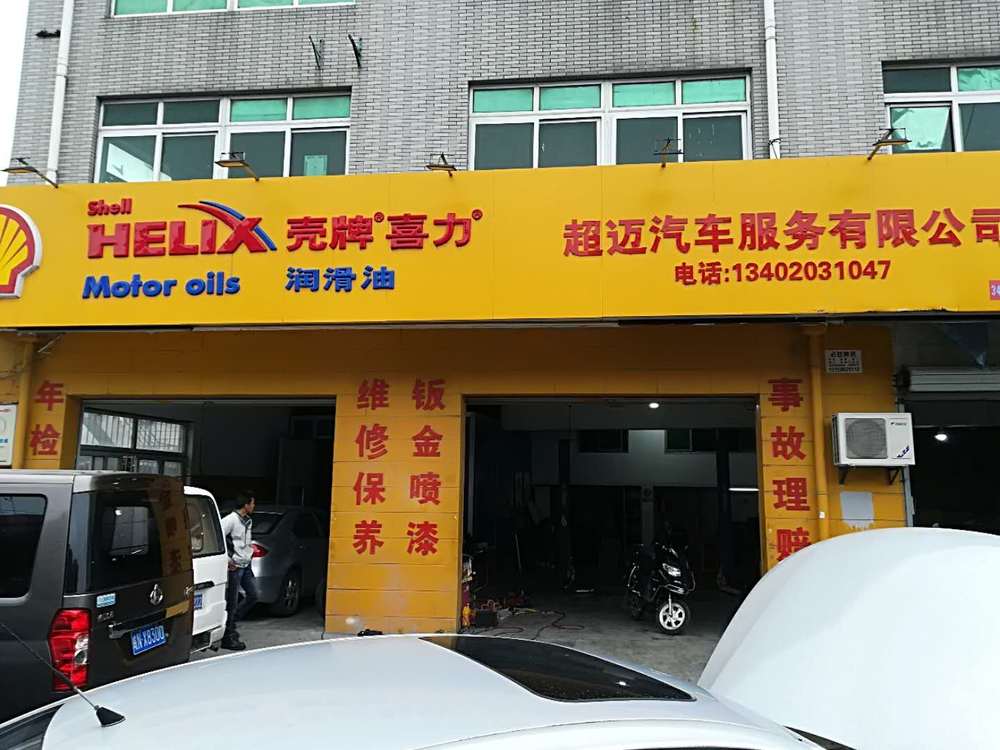 Shell
HELIX 壳牌®喜力®
Motor oils 润滑油
超迈汽车服务有限公司
电话:13402031047
34
年检
维修保养
钣金喷漆
事故理赔
X8300